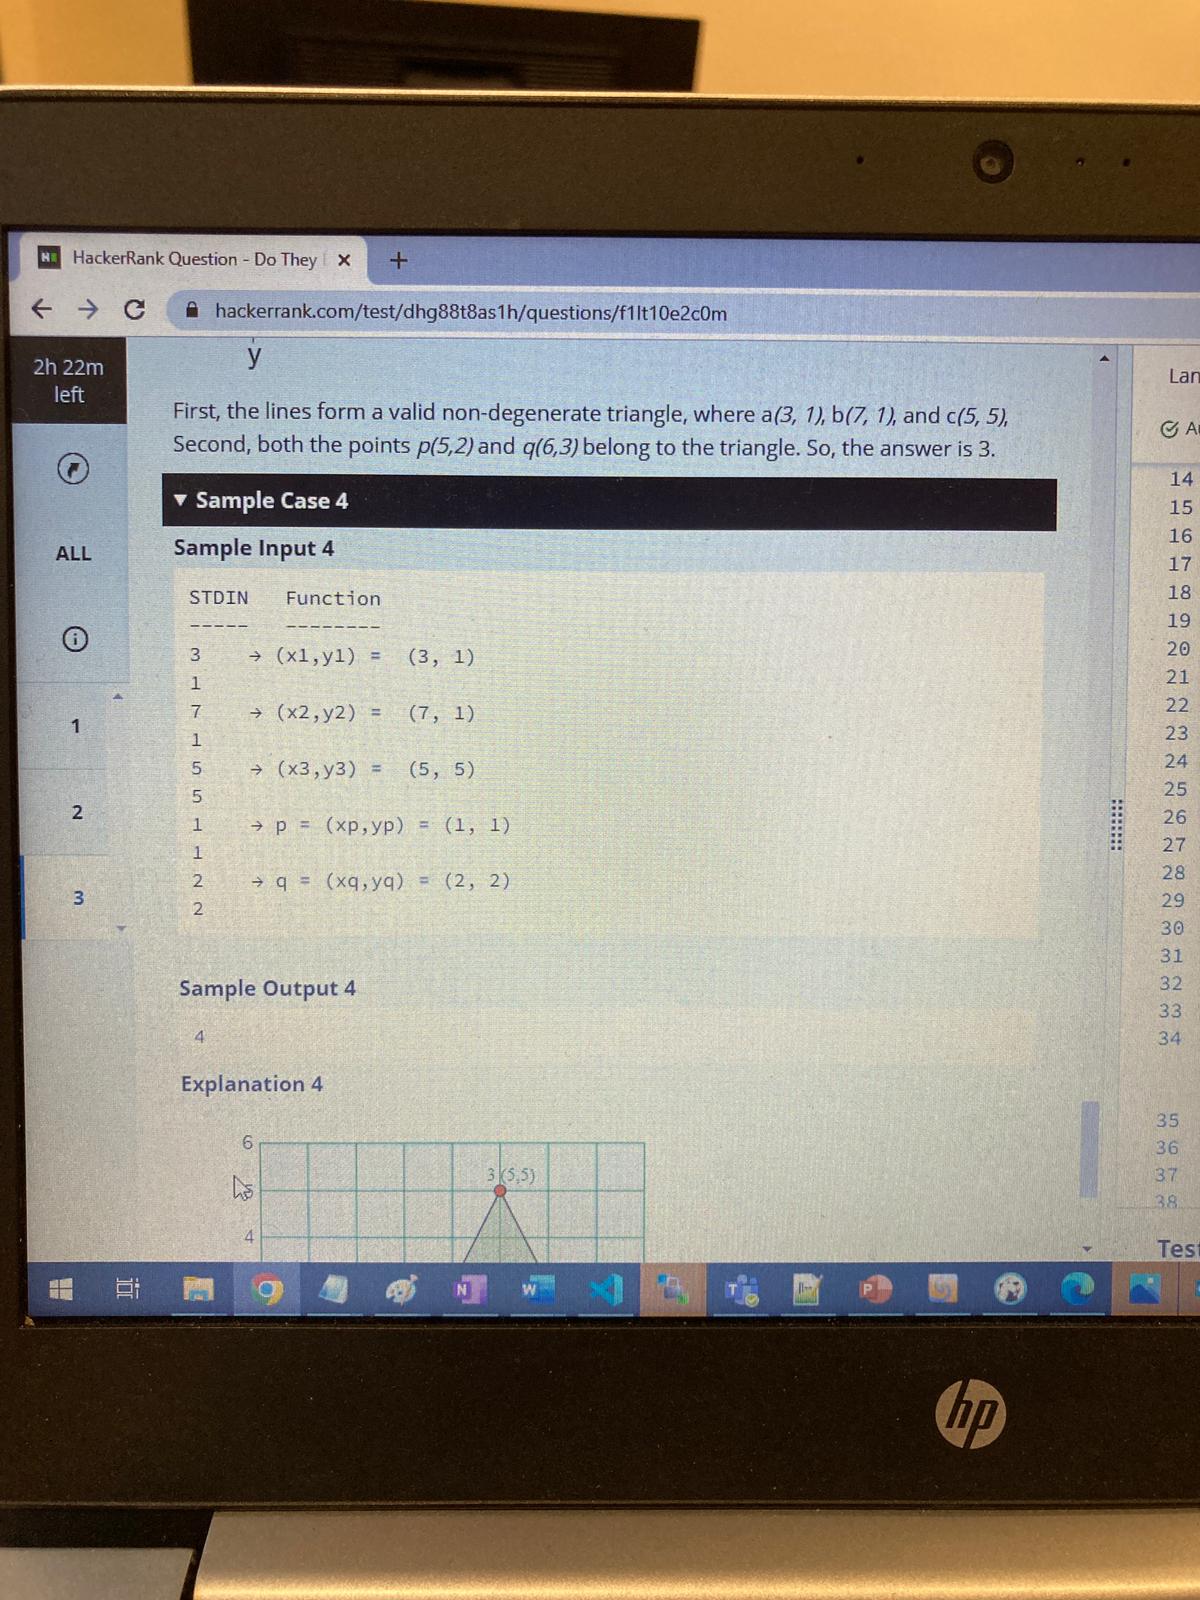 HackerRank Question - Do They
hackerrank.com/test/dhg88t8as1h/questions/f1lt10e2c0m
2h 22m
left
ALL
1
2
3
y
First, the lines form a valid non-degenerate triangle, where a(3, 1), b(7, 1), and c(5, 5),
Second, both the points p(5,2) and q(6,3) belong to the triangle. So, the answer is 3.
▼ Sample Case 4
Sample Input 4
STDIN Function
----- --------
3 → (x1,y1) = (3, 1)
1
7 → (x2,y2) = (7, 1)
1
5 → (x3,y3) = (5, 5)
5
1 → p = (xp,yp) = (1, 1)
1
2 → q = (xq,yq) = (2, 2)
2
Sample Output 4
4
Explanation 4
6
3 (5,5)
5
4
Lan
Au
14
15
16
17
18
19
20
21
22
23
24
25
26
27
28
29
30
31
32
33
34
35
36
37
38
Test
hp